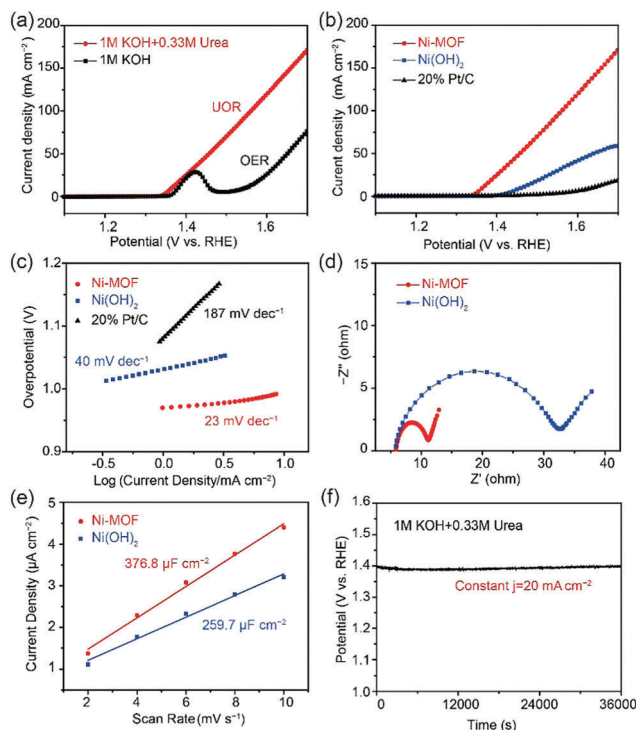 (a)
200
150
100
50
0
Current density (mA cm⁻²)
1M KOH+0.33M Urea
1M KOH
UOR
OER
1.2
1.4
1.6
Potential (V vs. RHE)
(b)
200
150
100
50
0
Curent density (mA cm⁻²)
Ni-MOF
Ni(OH)₂
20% Pt/C
1.2
1.4
1.6
Potential (V vs. RHE)
(c)
1.2
1.1
1.0
0.9
Overpotential (V)
Ni-MOF
Ni(OH)₂
20% Pt/C
187 mV dec⁻¹
40 mV dec⁻¹
23 mV dec⁻¹
-0.5
0.0
0.5
1.0
Log (Current Density/mA cm⁻²)
(d)
15
10
5
0
−Z" (ohm)
Ni-MOF
Ni(OH)₂
10
20
30
40
Z' (ohm)
(e)
5
4
3
2
1
Current Density (µA cm⁻²)
Ni-MOF
Ni(OH)₂
376.8 µF cm⁻²
259.7 µF cm⁻²
2
4
6
8
10
Scan Rate (mV s⁻¹)
(f)
1.6
1.5
1.4
1.3
1.2
1.1
1.0
Potential (V vs. RHE)
1M KOH+0.33M Urea
Constant j=20 mA cm⁻²
0
12000
24000
36000
Time (s)